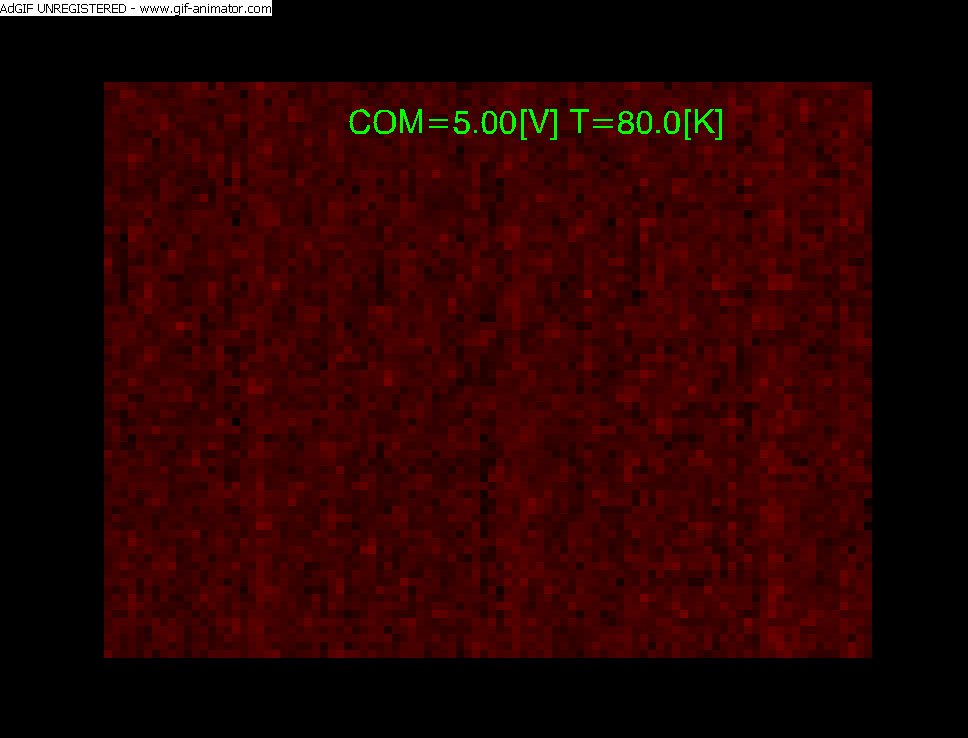 AdGIF UNREGISTERED - www.gif-animator.com
COM=5.00[V] T=80.0[K]